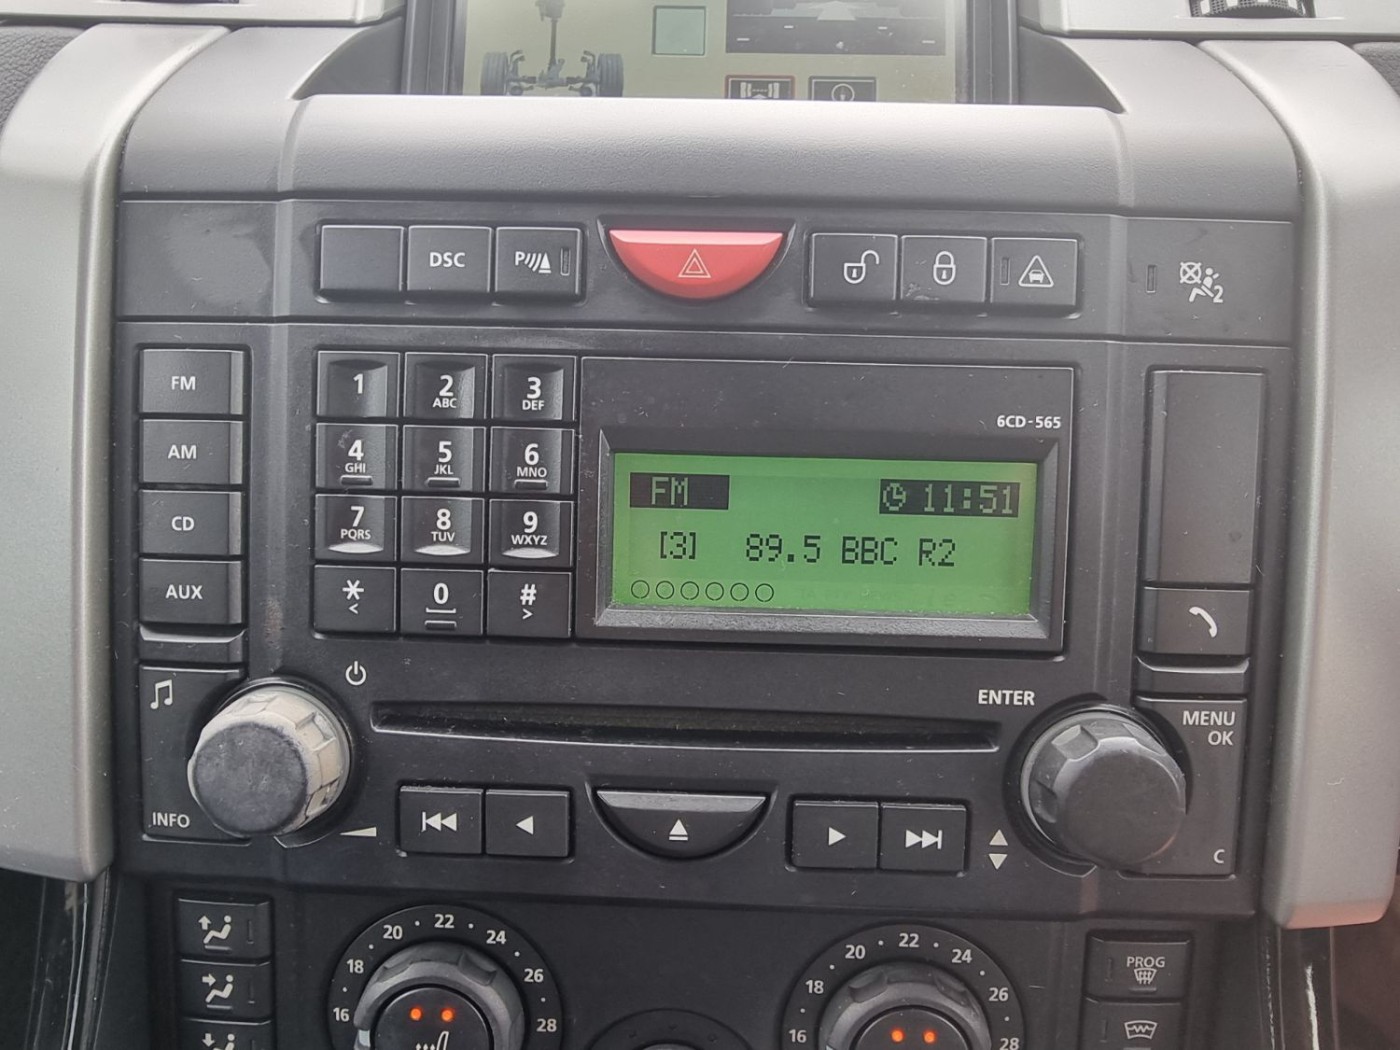 DSC
P
2
FM
AM
CD
AUX
1
2
ABC
3
DEF
4
GHI
5
JKL
6
MNO
7
PQRS
8
TUV
9
WXYZ
*
<
0
#
>
6CD-565
FM 11:51
[3] 89.5 BBC R2
ENTER
MENU
OK
INFO
C
16 18 20 22 24 26 28
16 18 20 22 24 26 28
PROG